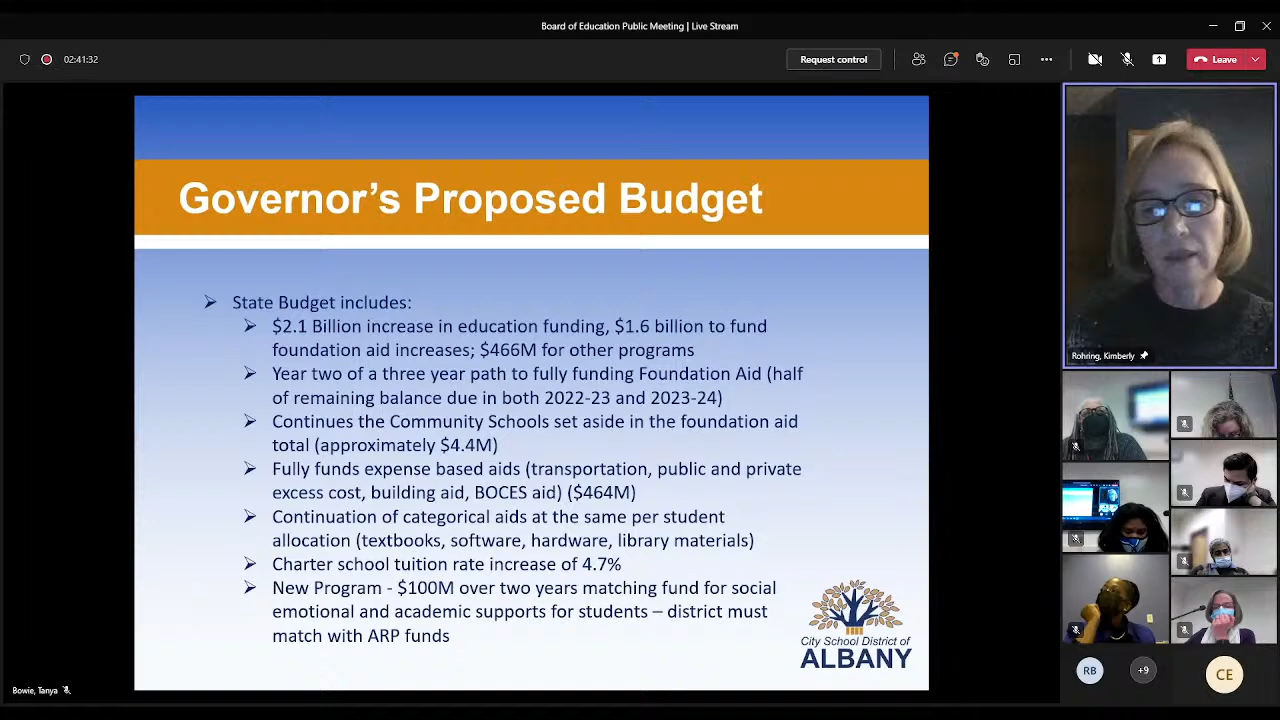 Board of Education Public Meeting | Live Stream
02:41:32
Request control
Leave
Governor's Proposed Budget
State Budget includes:
$2.1 Billion increase in education funding, $1.6 billion to fund
foundation aid increases; $466M for other programs
Year two of a three year path to fully funding Foundation Aid (half
of remaining balance due in both 2022-23 and 2023-24)
Continues the Community Schools set aside in the foundation aid
total (approximately $4.4M)
Fully funds expense based aids (transportation, public and private
excess cost, building aid, BOCES aid) ($464M)
Continuation of categorical aids at the same per student
allocation (textbooks, software, hardware, library materials)
Charter school tuition rate increase of 4.7%
New Program - $100M over two years matching fund for social
emotional and academic supports for students – district must
match with ARP funds
City School District of
ALBANY
Rohring, Kimberly
RB
+9
CE
Bowie, Tanya